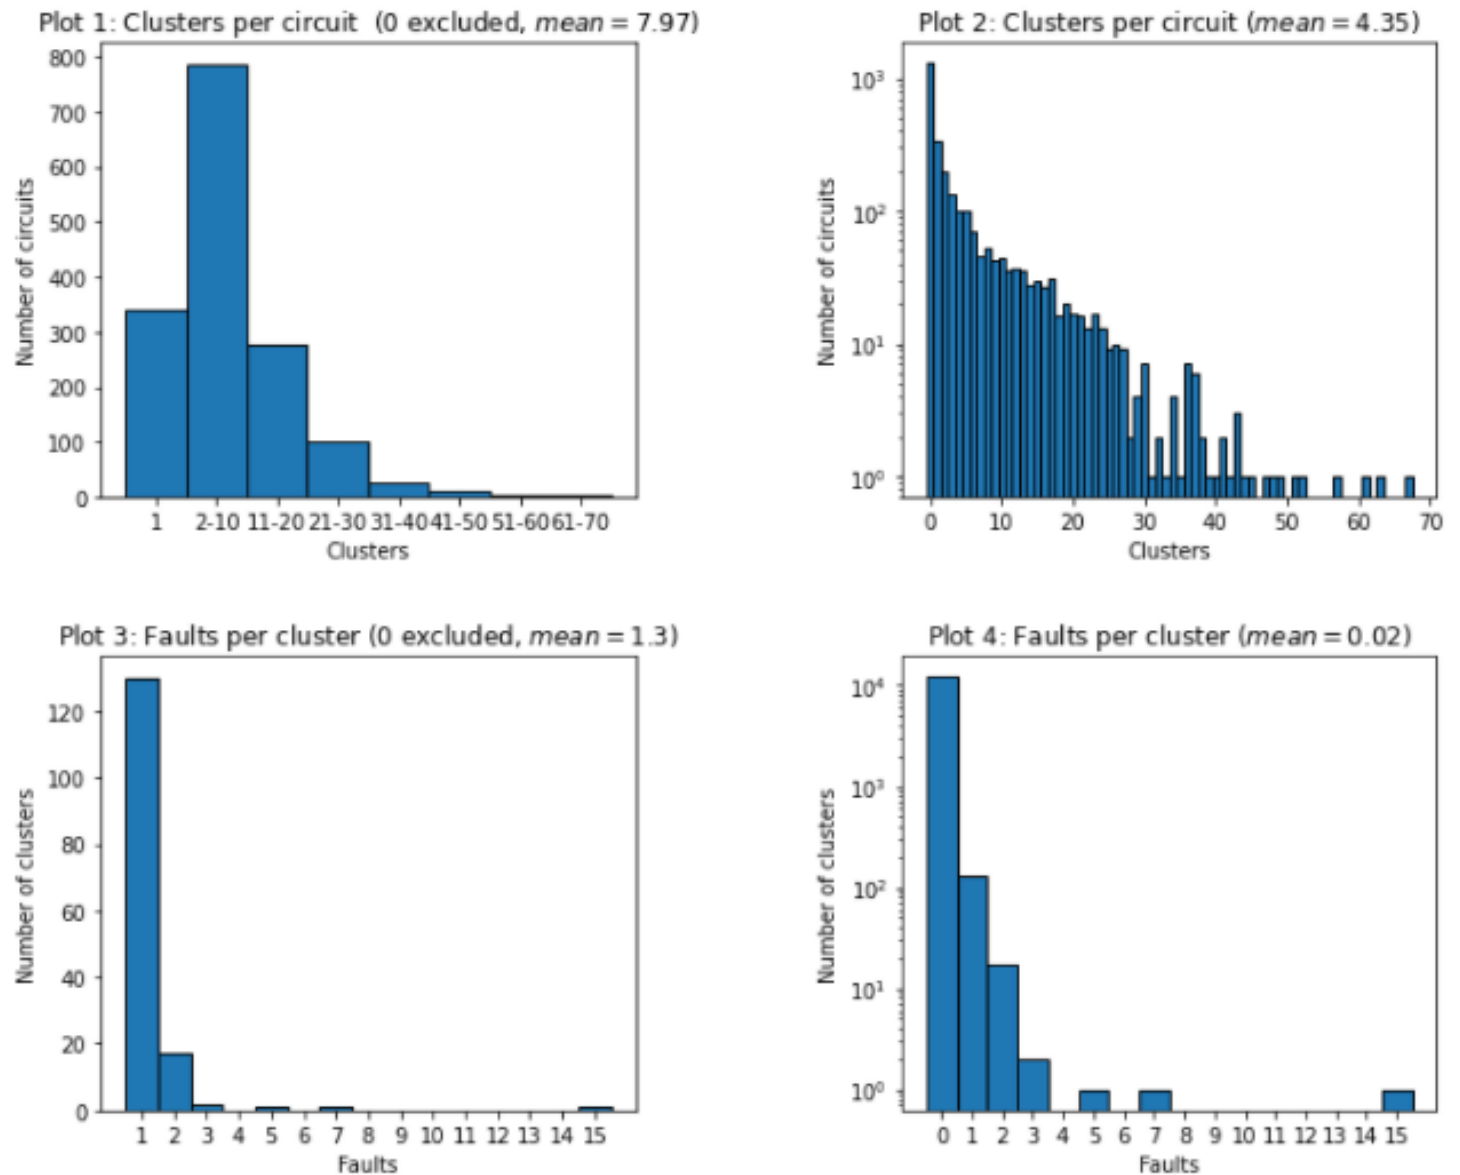 Plot 1: Clusters per circuit  (0 excluded, mean = 7.97)
800
700
600
500
400
300
200
100
0
Number of circuits
1 2-10 11-20 21-30 31-40 41-50 51-60 61-70
Clusters
Plot 2: Clusters per circuit (mean = 4.35)
10³
10²
10¹
10⁰
Number of circuits
0 10 20 30 40 50 60 70
Clusters
Plot 3: Faults per cluster (0 excluded, mean = 1.3)
120
100
80
60
40
20
0
Number of clusters
1 2 3 4 5 6 7 8 9 10 11 12 13 14 15
Faults
Plot 4: Faults per cluster (mean = 0.02)
10⁴
10³
10²
10¹
10⁰
Number of clusters
0 1 2 3 4 5 6 7 8 9 10 11 12 13 14 15
Faults